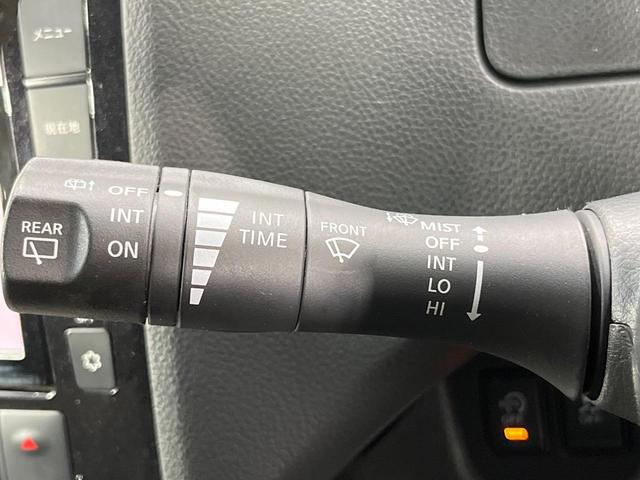 メニュー
現在地
REAR
OFF
INT
ON
INT
TIME
FRONT
MIST
OFF
INT
LO
HI